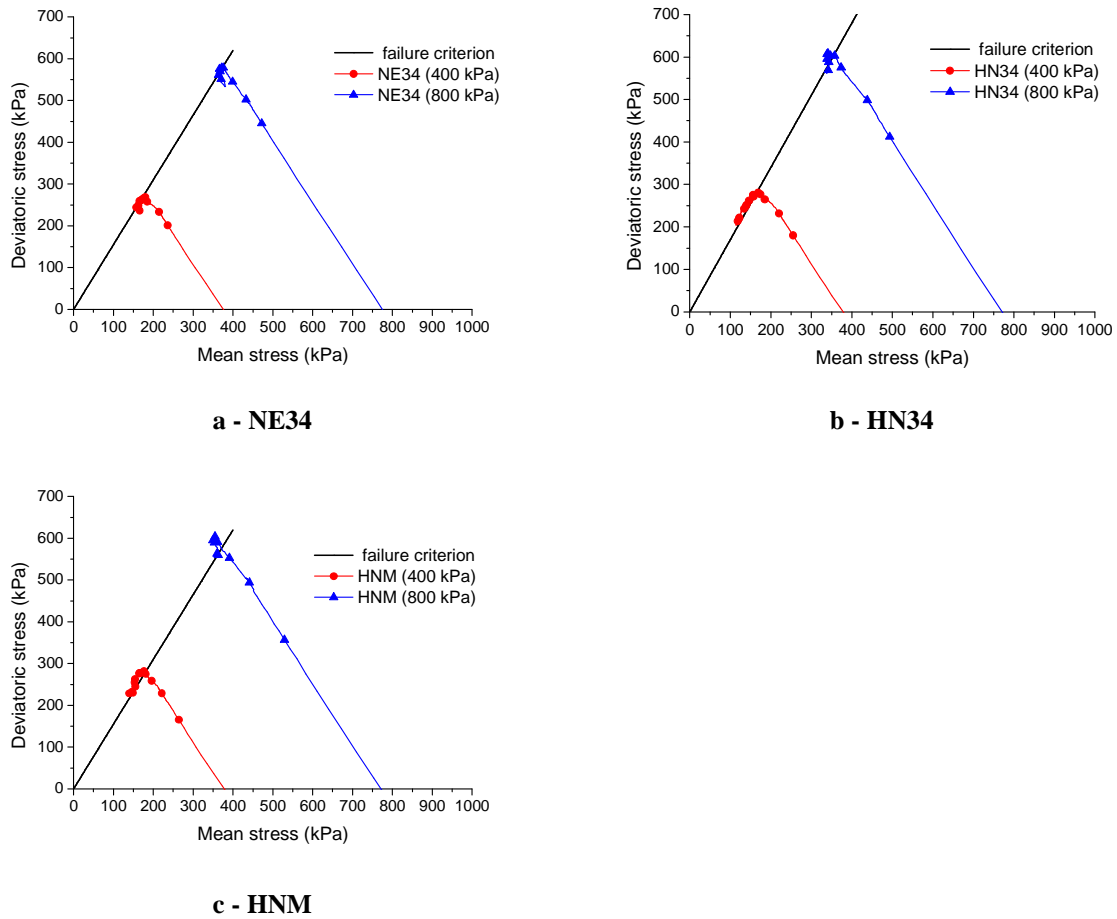 700
600
500
400
300
200
100
0
Deviatoric stress (kPa)
failure criterion
NE34 (400 kPa)
NE34 (800 kPa)
0 100 200 300 400 500 600 700 800 900 1000
Mean stress (kPa)
a - NE34
700
600
500
400
300
200
100
0
Deviatoric stress (kPa)
failure criterion
HN34 (400 kPa)
HN34 (800 kPa)
0 100 200 300 400 500 600 700 800 900 1000
Mean stress (kPa)
b - HN34
700
600
500
400
300
200
100
0
Deviatoric stress (kPa)
failure criterion
HNM (400 kPa)
HNM (800 kPa)
0 100 200 300 400 500 600 700 800 900 1000
Mean stress (kPa)
c - HNM